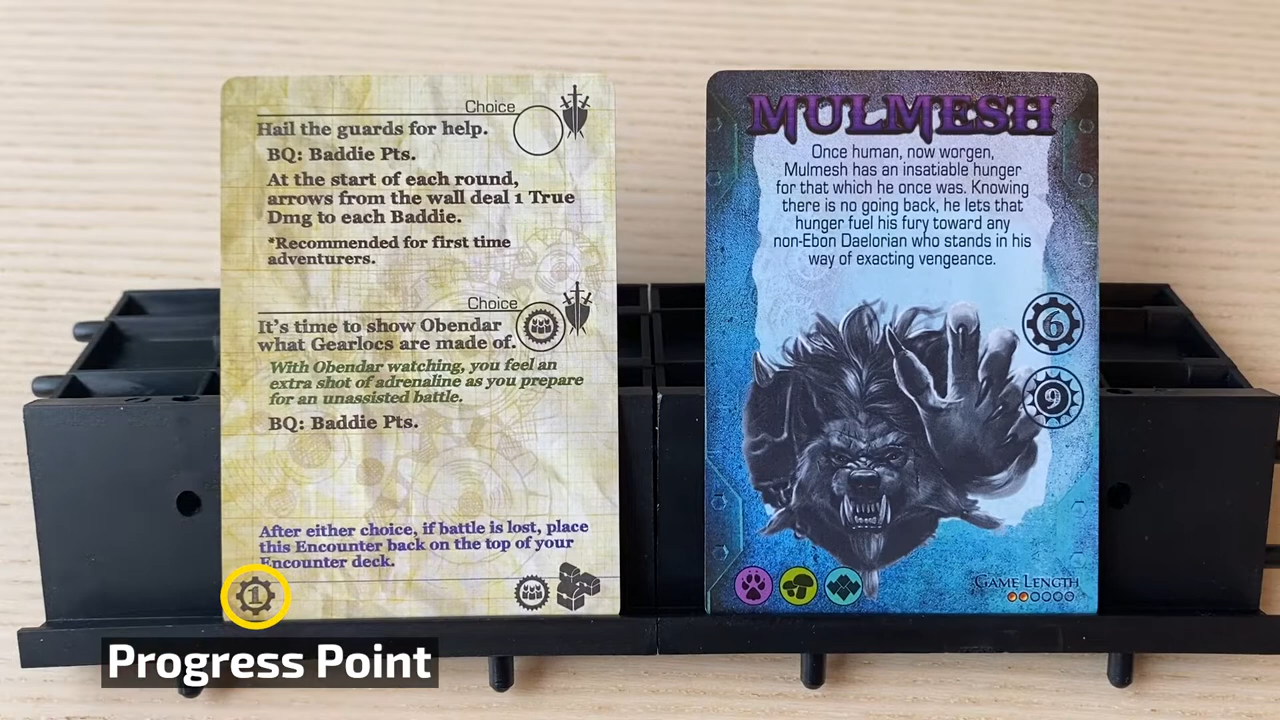 Choice
Hail the guards for help.
BQ: Baddie Pts.
At the start of each round,
arrows from the wall deal 1 True
Dmg to each Baddie.
*Recommended for first time
adventurers.
Choice
It's time to show Obendar
what Gearlocs are made of.
With Obendar watching, you feel an
extra shot of adrenaline as you prepare
for an unassisted battle.
BQ: Baddie Pts.
After either choice, if battle is lost, place
this Encounter back on the top of your
Encounter deck.
1
Progress Point
MULMESH
Once human, now worgen,
Mulmesh has an insatiable hunger
for that which he once was. Knowing
there is no going back, he lets that
hunger fuel his fury toward any
non-Ebon Daelorian who stands in his
way of exacting vengeance.
6
9
Game Length